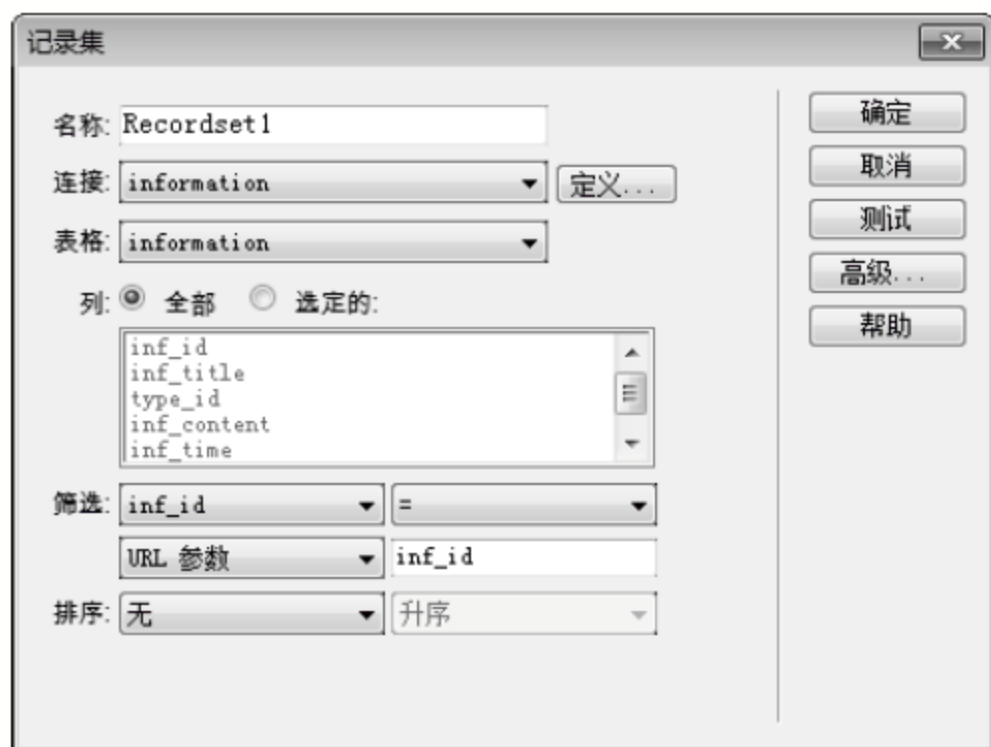 记录集
名称: Recordset1
连接: information 定义...
表格: information
列: 全部 选定的:
inf_id
inf_title
type_id
inf_content
inf_time
筛选: inf_id =
URL 参数 inf_id
排序: 无 升序
确定
取消
测试
高级...
帮助